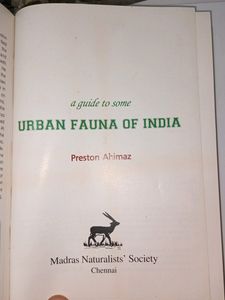 a guide to some
URBAN FAUNA OF INDIA
Preston Ahimaz
Madras Naturalists' Society
Chennai